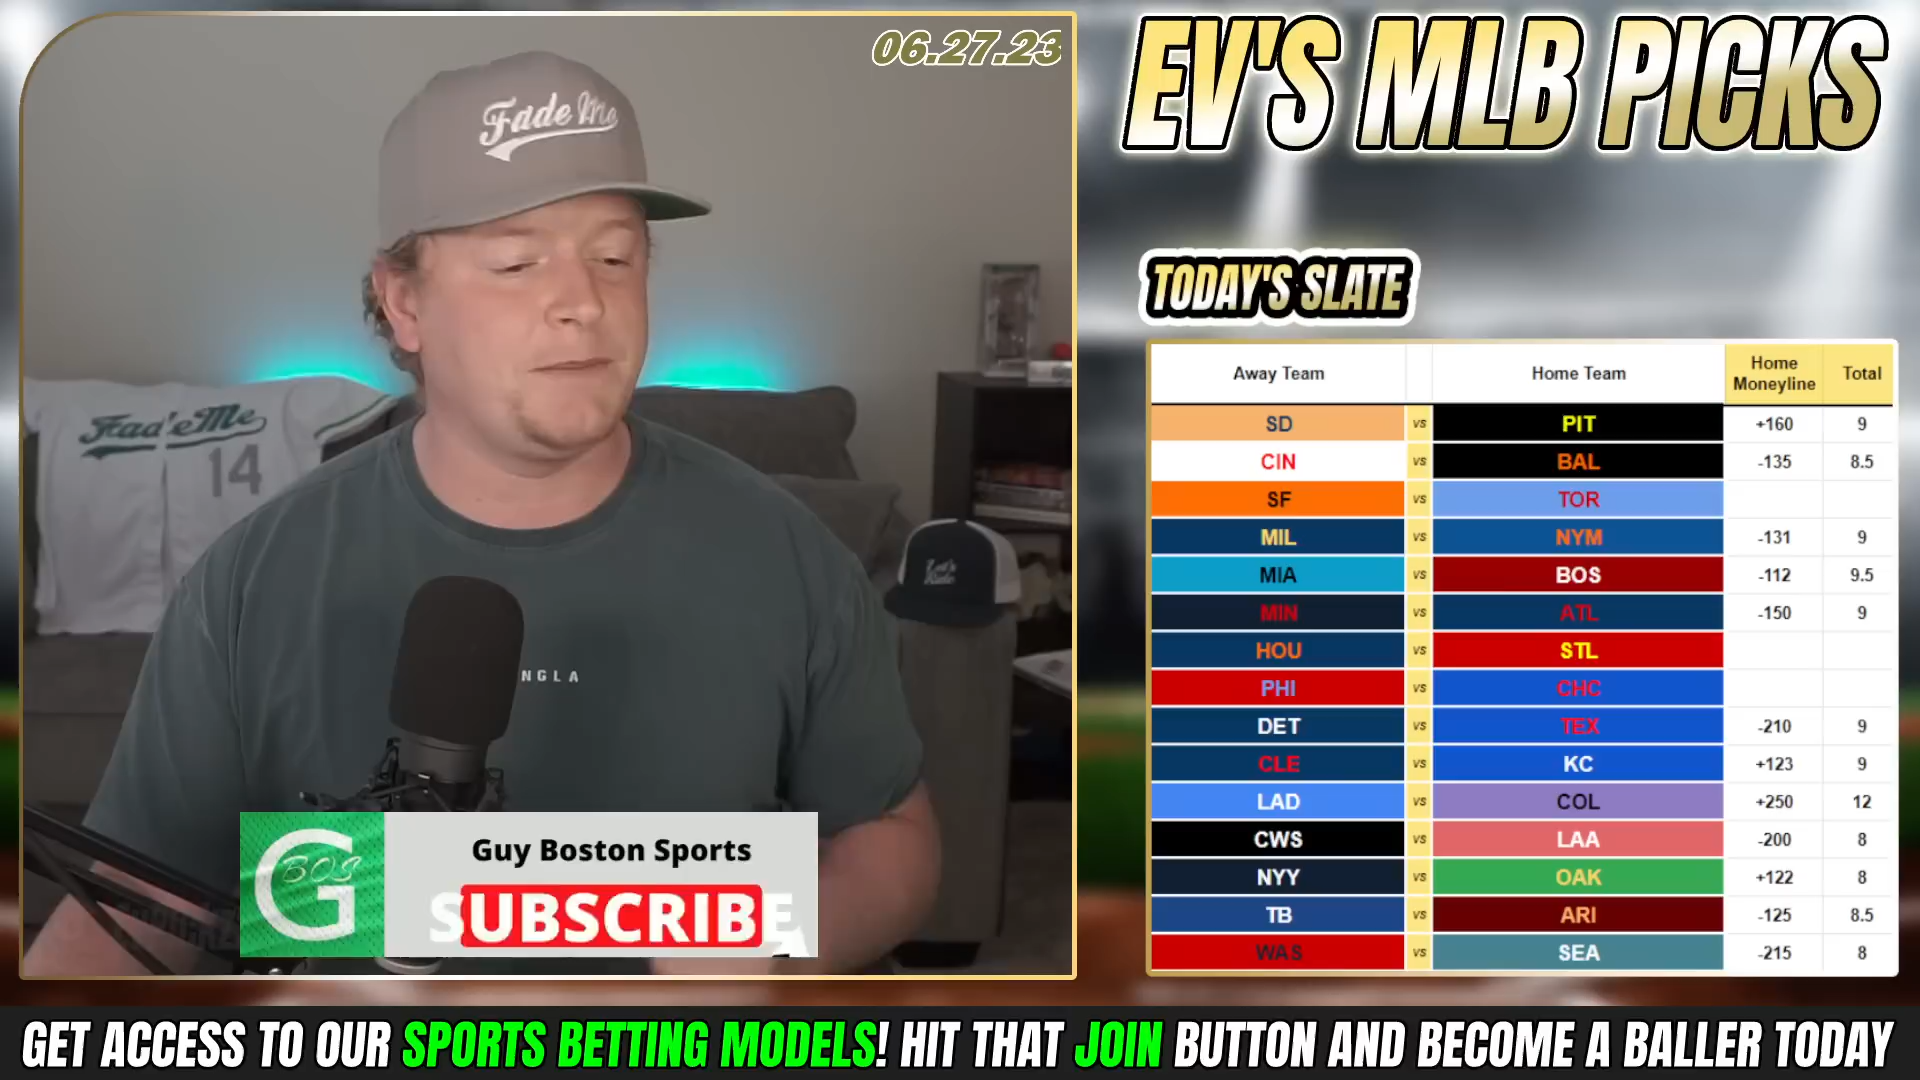 06.27.23
EV'S MLB PICKS
Fade Me
TODAY'S SLATE
Away Team Home Team Home Moneyline Total
SD vs PIT +160 9
CIN vs BAL -135 8.5
SF vs TOR
MIL vs NYM -131 9
MIA vs BOS -112 9.5
MIN vs ATL -150 9
HOU vs STL
PHI vs CHC
DET vs TEX -210 9
CLE vs KC +123 9
LAD vs COL +250 12
CWS vs LAA -200 8
NYY vs OAK +122 8
TB vs ARI -125 8.5
WAS vs SEA -215 8
Fade Me
14
Let's
NGLA
G BOS
Guy Boston Sports
SUBSCRIBE
GET ACCESS TO OUR SPORTS BETTING MODELS! HIT THAT JOIN BUTTON AND BECOME A BALLER TODAY